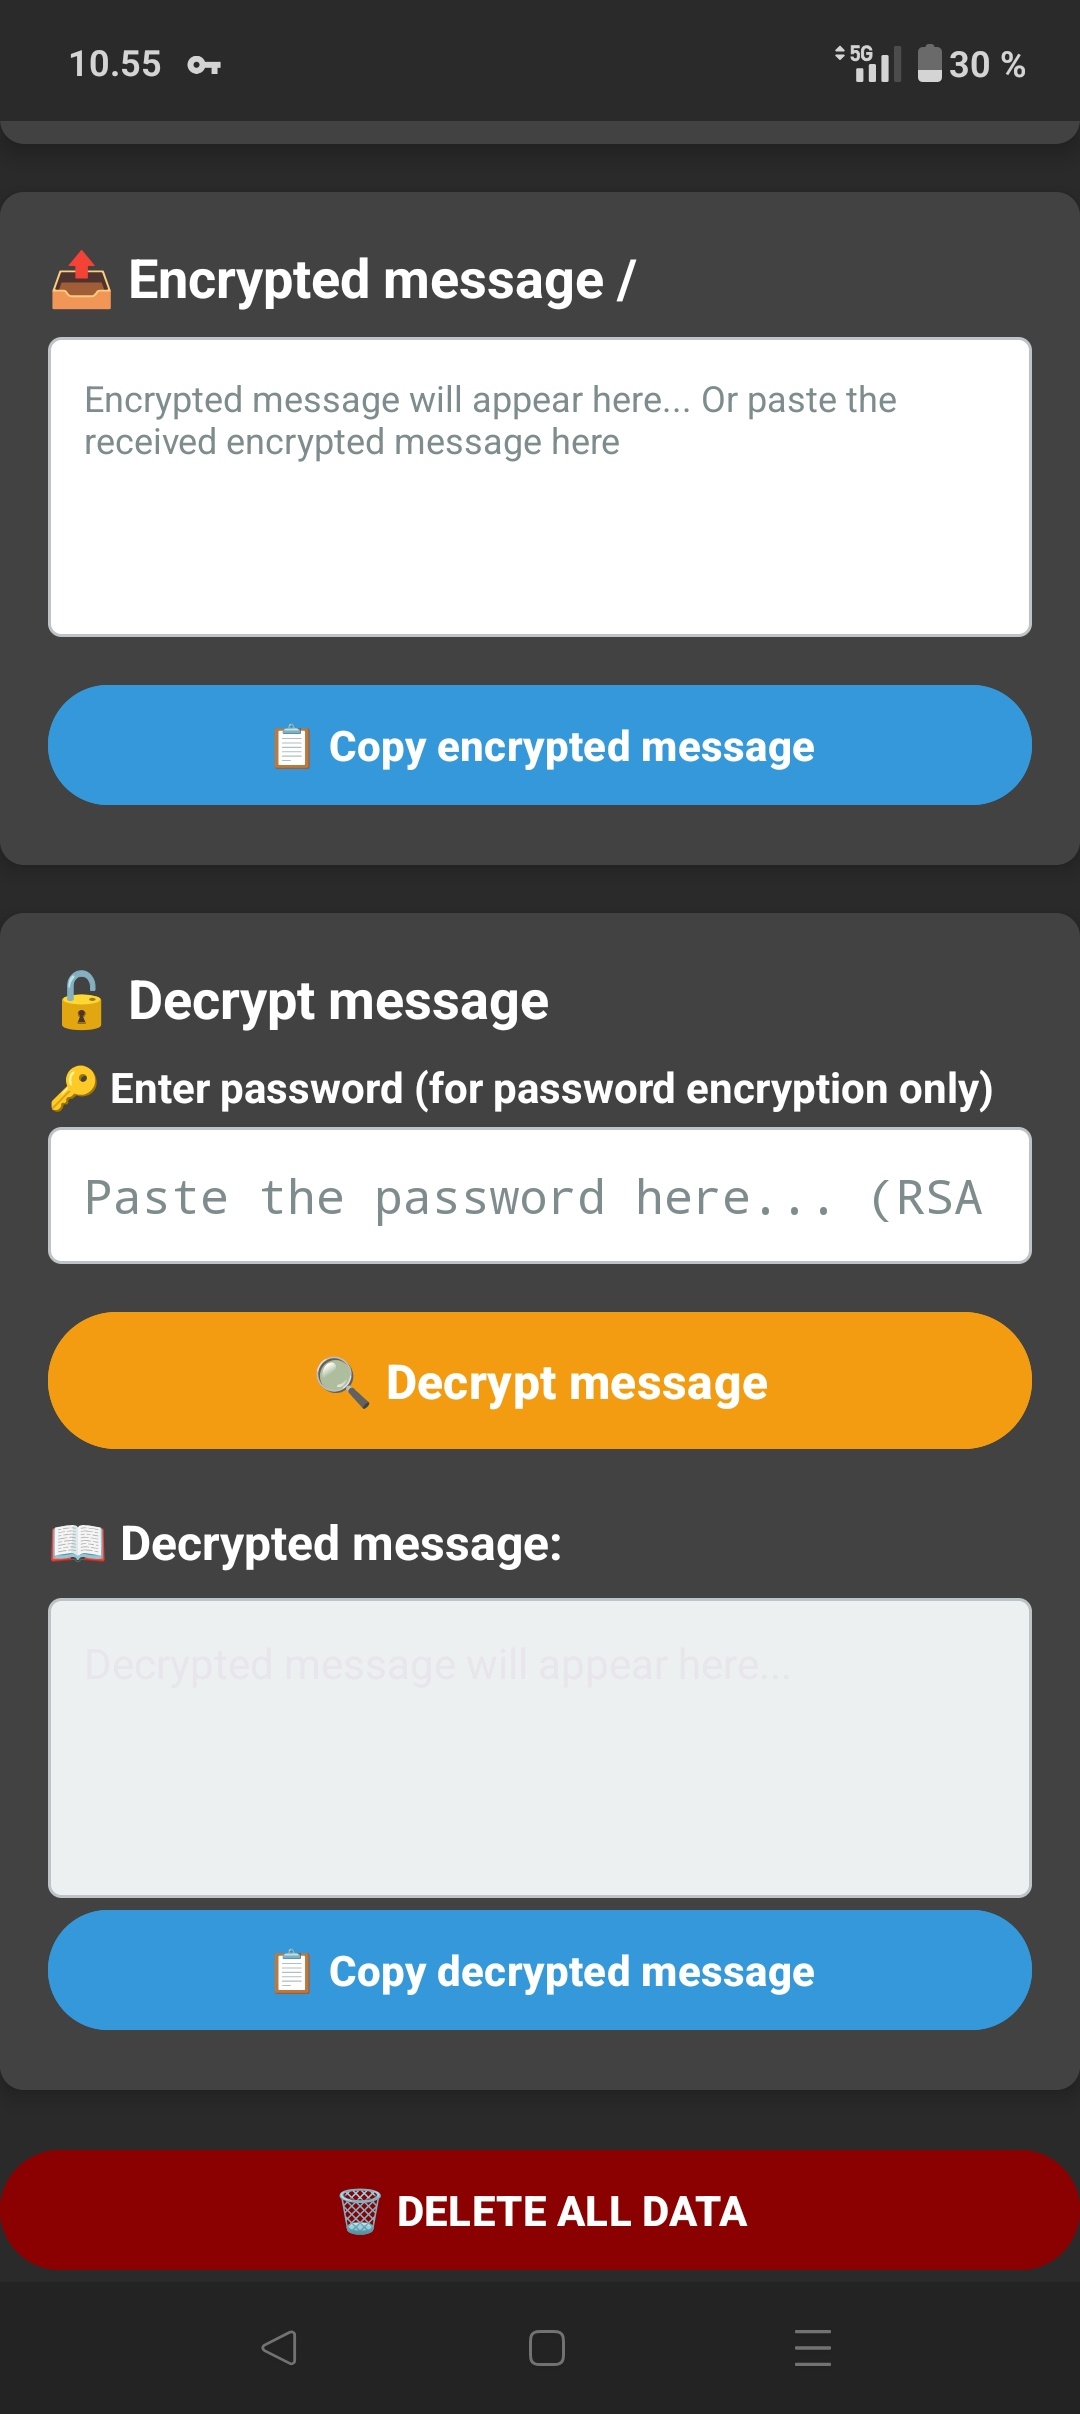 10.55
5G
30 %
Encrypted message /
Encrypted message will appear here... Or paste the
received encrypted message here
Copy encrypted message
Decrypt message
Enter password (for password encryption only)
Paste the password here... (RSA
Decrypt message
Decrypted message:
Decrypted message will appear here...
Copy decrypted message
DELETE ALL DATA